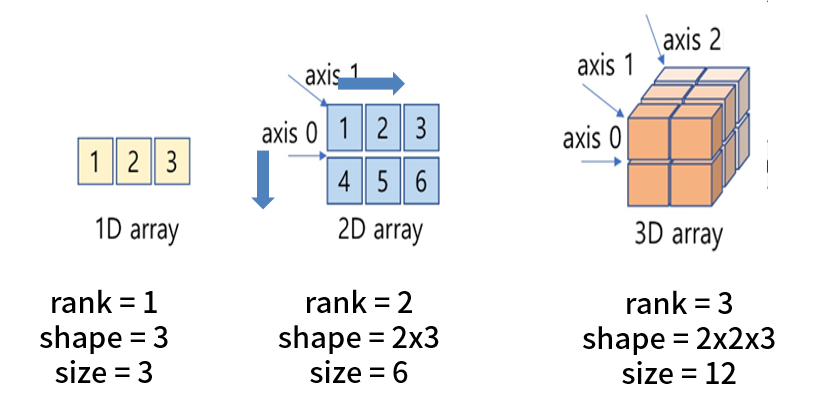 1 2 3
1D array
rank = 1
shape = 3
size = 3
axis 1
axis 0
1 2 3
4 5 6
2D array
rank = 2
shape = 2x3
size = 6
axis 2
axis 1
axis 0
3D array
rank = 3
shape = 2x2x3
size = 12